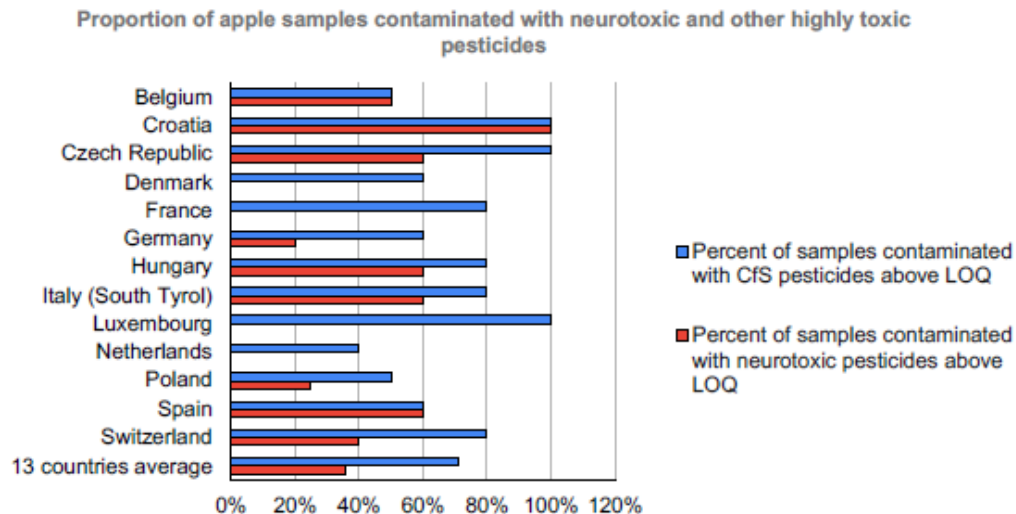 Proportion of apple samples contaminated with neurotoxic and other highly toxic
pesticides
Belgium
Croatia
Czech Republic
Denmark
France
Germany
Hungary
Italy (South Tyrol)
Luxembourg
Netherlands
Poland
Spain
Switzerland
13 countries average
0% 20% 40% 60% 80% 100% 120%
Percent of samples contaminated
with CfS pesticides above LOQ
Percent of samples contaminated
with neurotoxic pesticides above
LOQ